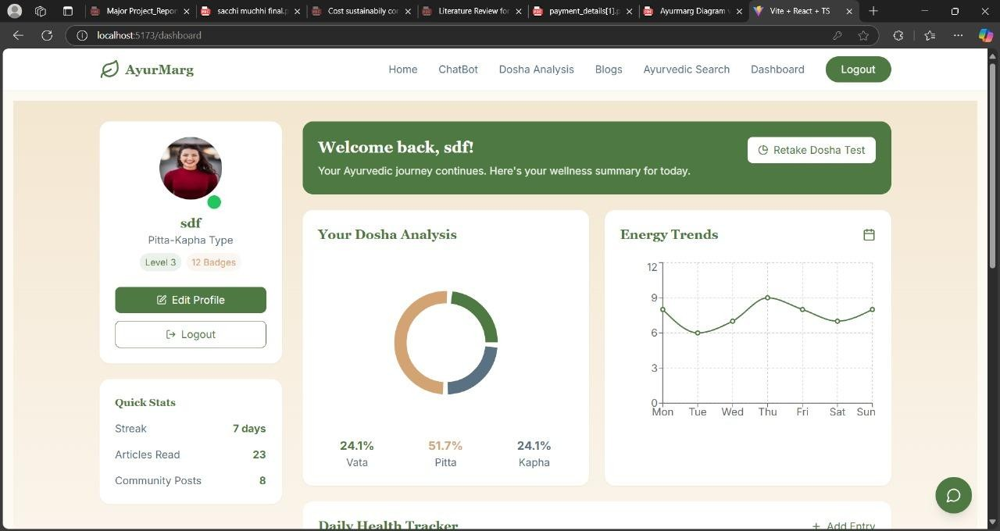 Major Project_Repor
sacchi muchhi final.p
Cost sustainabily cor
Literature Review for
payment_details[1].p
Ayurmarg Diagram v
Vite + React + TS
localhost:5173/dashboard
AyurMarg
Home
ChatBot
Dosha Analysis
Blogs
Ayurvedic Search
Dashboard
Logout
sdf
Pitta-Kapha Type
Level 3
12 Badges
Edit Profile
Logout
Quick Stats
Streak 7 days
Articles Read 23
Community Posts 8
Welcome back, sdf!
Your Ayurvedic journey continues. Here's your wellness summary for today.
Retake Dosha Test
Your Dosha Analysis
24.1% 51.7% 24.1%
Vata Pitta Kapha
Energy Trends
12
9
6
3
0
Mon Tue Wed Thu Fri Sat Sun
Daily Health Tracker
+ Add Entry